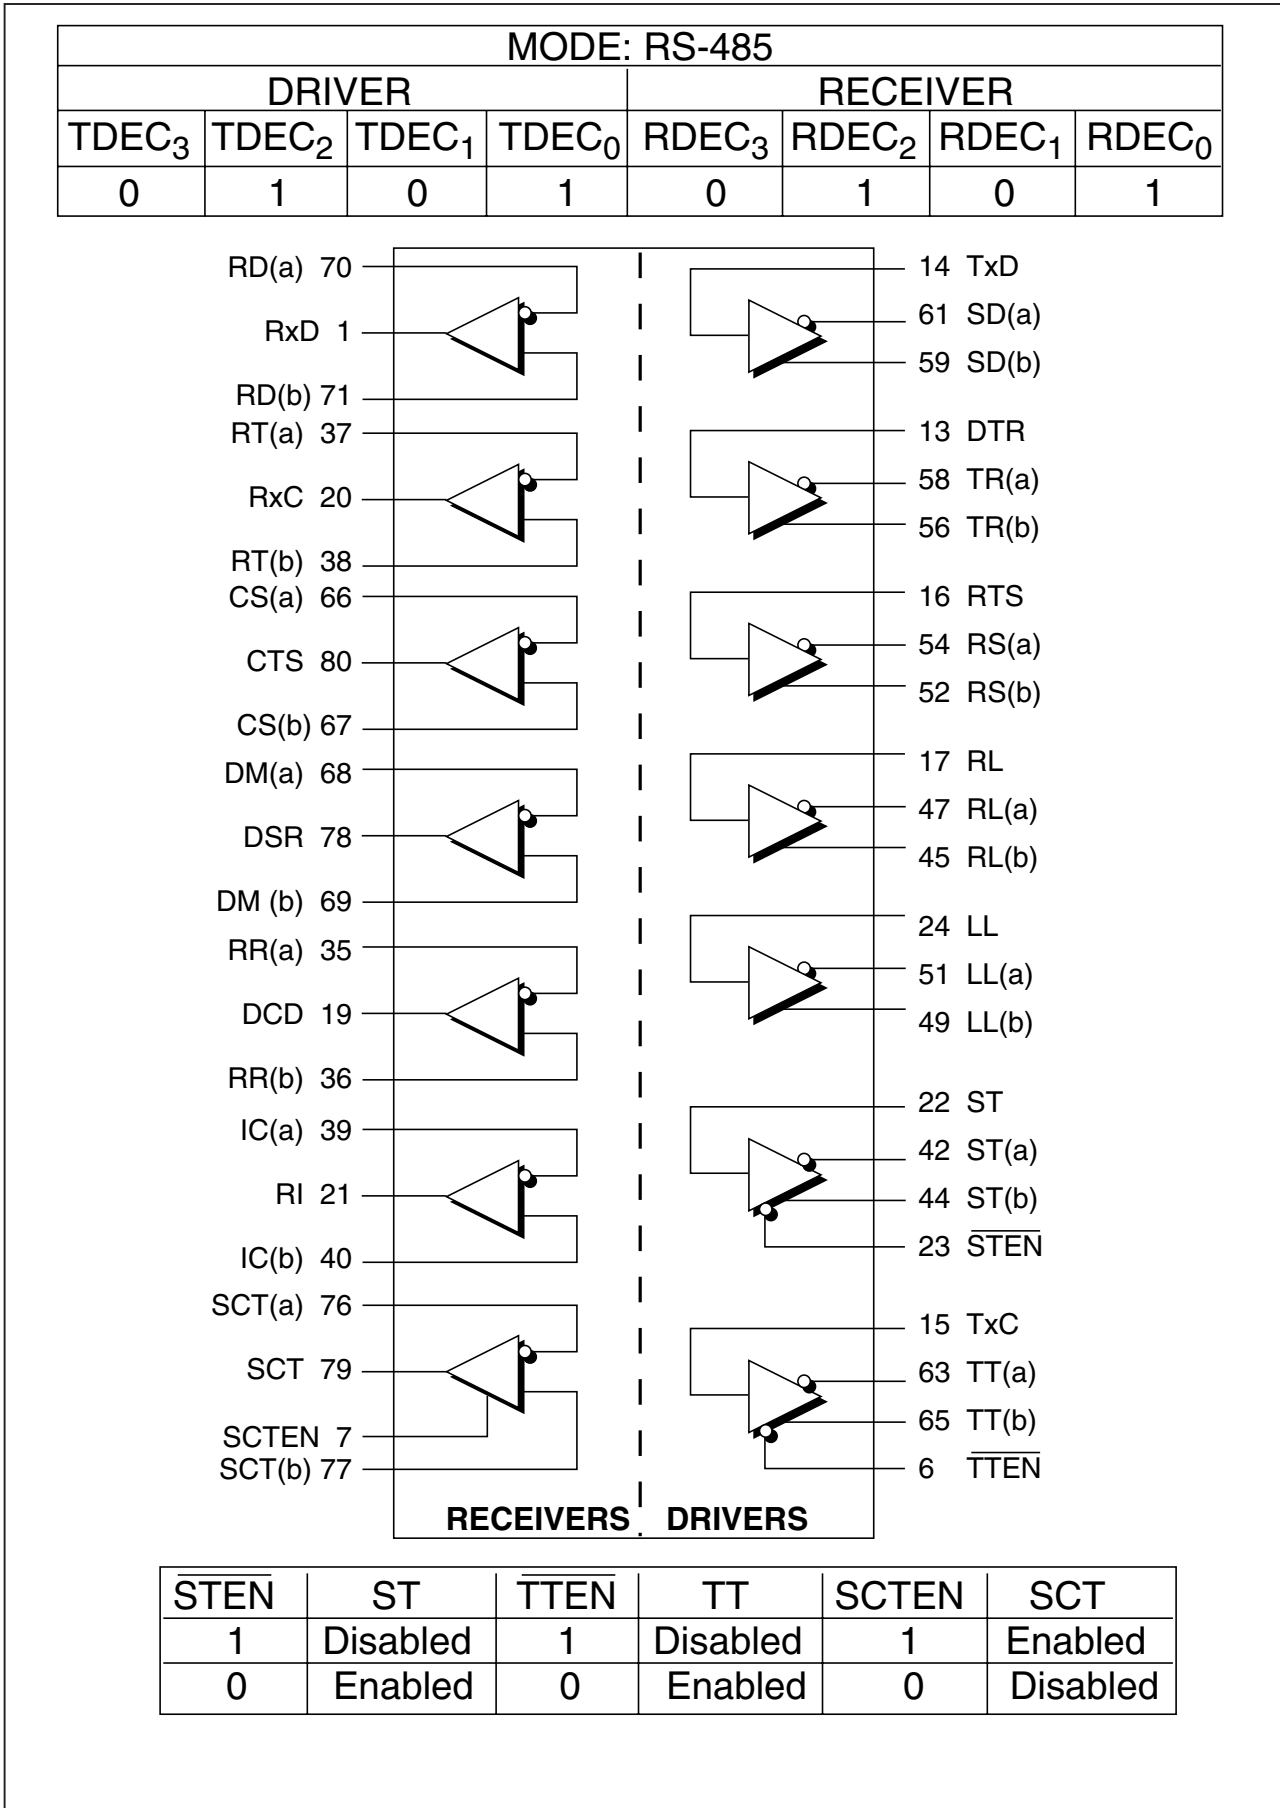 MODE: RS-485
DRIVER RECEIVER
TDEC3 TDEC2 TDEC1 TDEC0 RDEC3 RDEC2 RDEC1 RDEC0
0 1 0 1 0 1 0 1
RD(a) 70
RxD 1
RD(b) 71
RT(a) 37
RxC 20
RT(b) 38
CS(a) 66
CTS 80
CS(b) 67
DM(a) 68
DSR 78
DM (b) 69
RR(a) 35
DCD 19
RR(b) 36
IC(a) 39
RI 21
IC(b) 40
SCT(a) 76
SCT 79
SCTEN 7
SCT(b) 77
14 TxD
61 SD(a)
59 SD(b)
13 DTR
58 TR(a)
56 TR(b)
16 RTS
54 RS(a)
52 RS(b)
17 RL
47 RL(a)
45 RL(b)
24 LL
51 LL(a)
49 LL(b)
22 ST
42 ST(a)
44 ST(b)
23 S̅T̅E̅N̅
15 TxC
63 TT(a)
65 TT(b)
6 T̅T̅E̅N̅
RECEIVERS DRIVERS
S̅T̅E̅N̅ ST T̅T̅E̅N̅ TT SCTEN SCT
1 Disabled 1 Disabled 1 Enabled
0 Enabled 0 Enabled 0 Disabled